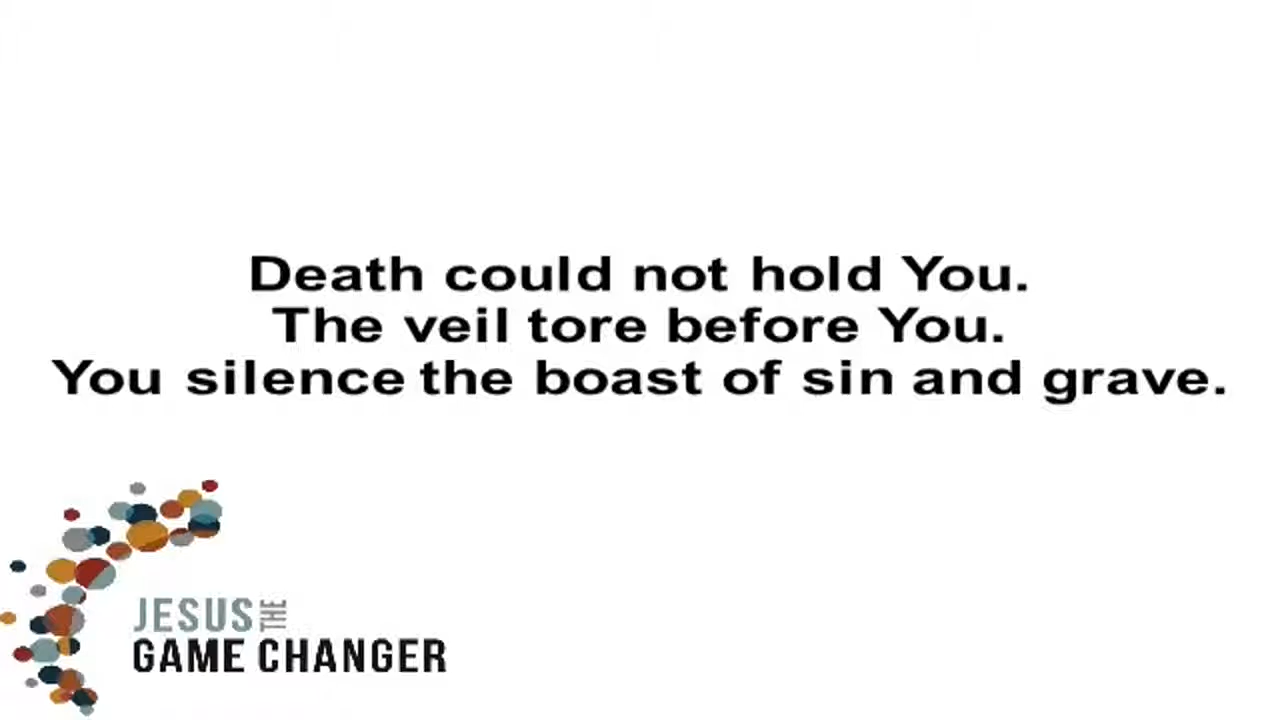 Death could not hold You.
The veil tore before You.
You silence the boast of sin and grave.
JESUS THE
GAME CHANGER